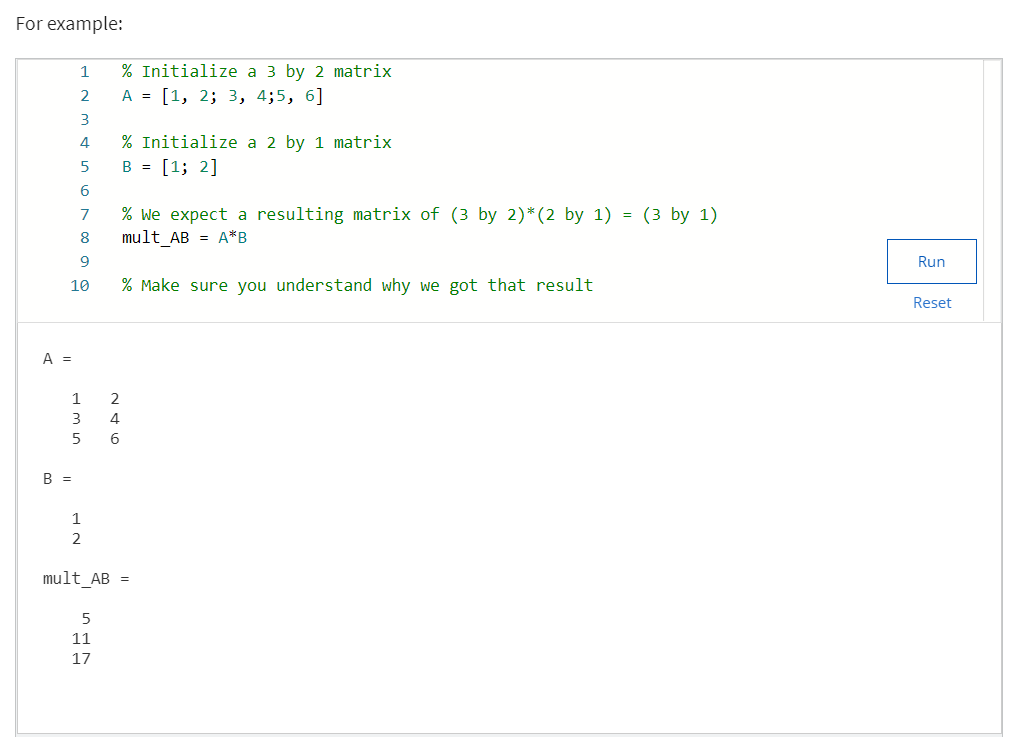 For example:
1 % Initialize a 3 by 2 matrix
2 A = [1, 2; 3, 4;5, 6]
3
4 % Initialize a 2 by 1 matrix
5 B = [1; 2]
6
7 % We expect a resulting matrix of (3 by 2)*(2 by 1) = (3 by 1)
8 mult_AB = A*B
9
10 % Make sure you understand why we got that result
Run
Reset
A =
1 2
3 4
5 6
B =
1
2
mult_AB =
5
11
17